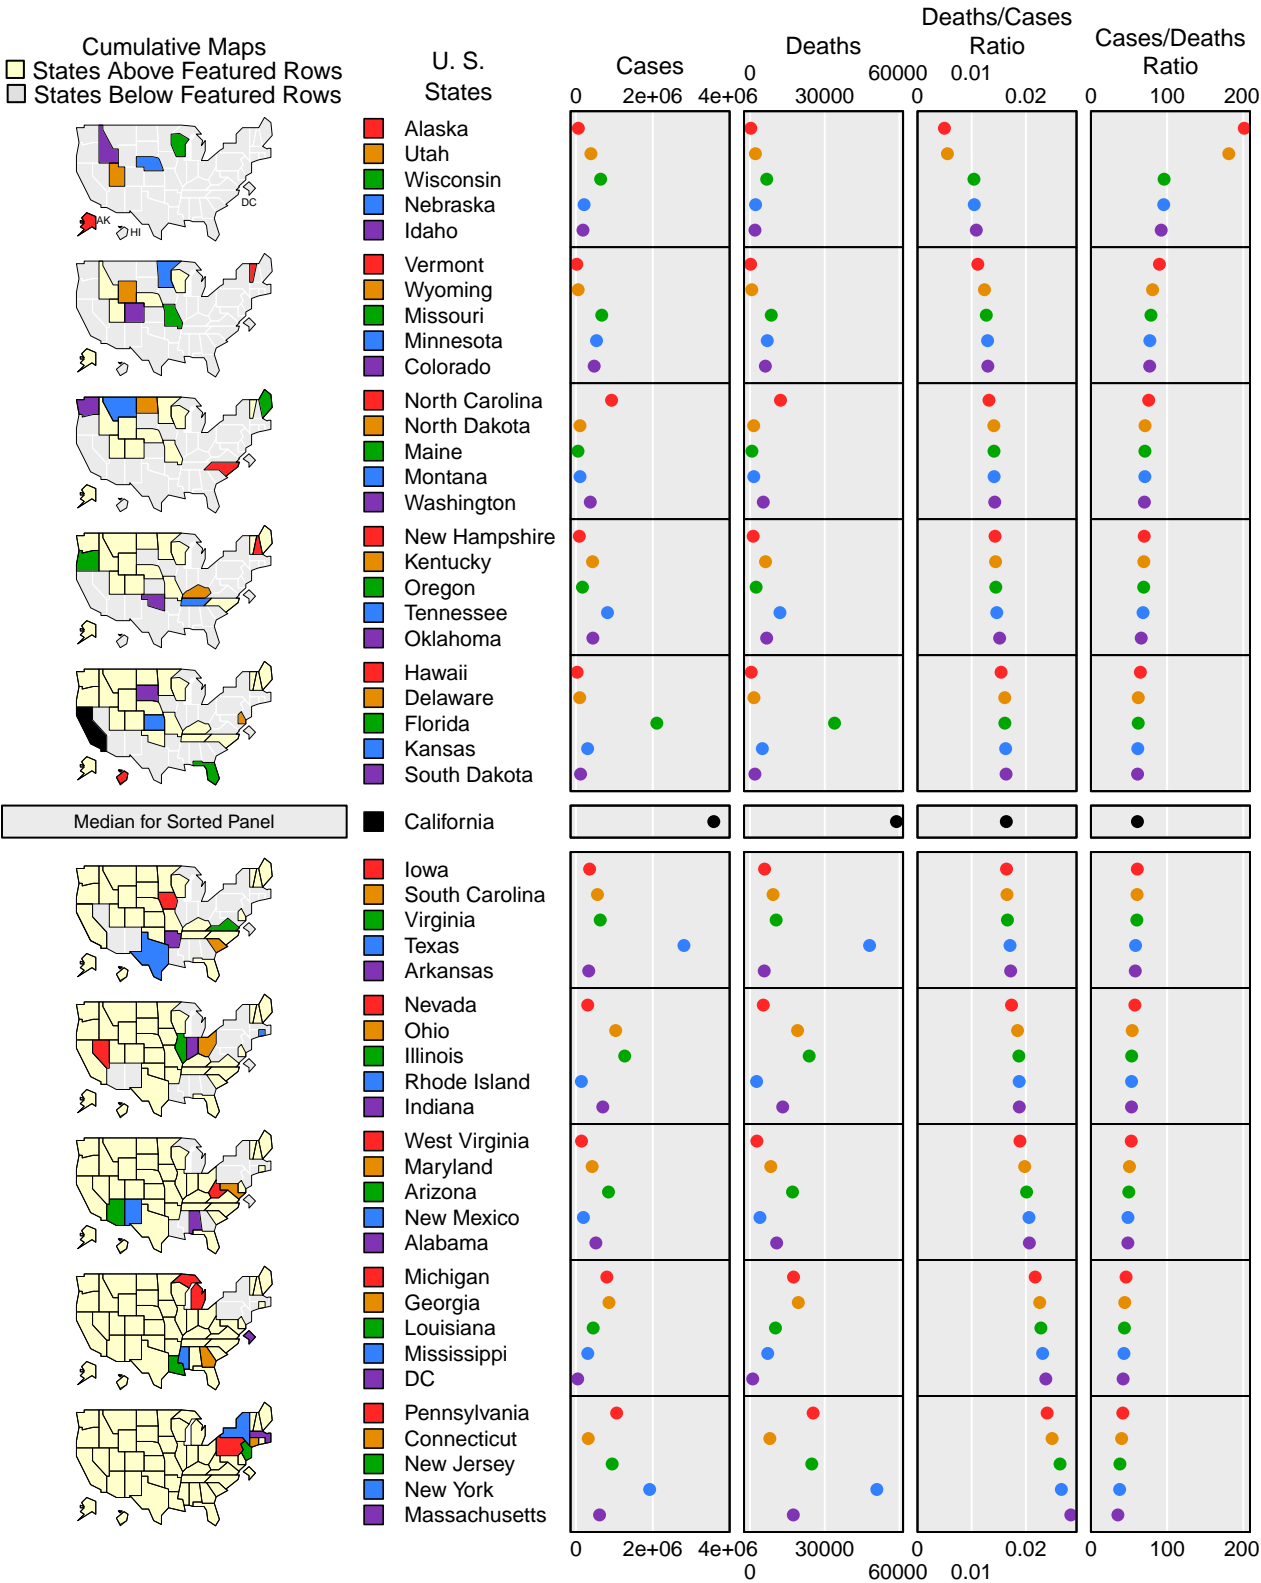 Cumulative Maps
States Above Featured Rows
States Below Featured Rows
U. S.
States
Cases
0 2e+06 4e+06
Deaths
0 60000
30000
Deaths/Cases
Ratio
0.01
0 0.02
Cases/Deaths
Ratio
0 100 200
AK
HI
DC
Alaska
Utah
Wisconsin
Nebraska
Idaho
Vermont
Wyoming
Missouri
Minnesota
Colorado
North Carolina
North Dakota
Maine
Montana
Washington
New Hampshire
Kentucky
Oregon
Tennessee
Oklahoma
Hawaii
Delaware
Florida
Kansas
South Dakota
Median for Sorted Panel
California
Iowa
South Carolina
Virginia
Texas
Arkansas
Nevada
Ohio
Illinois
Rhode Island
Indiana
West Virginia
Maryland
Arizona
New Mexico
Alabama
Michigan
Georgia
Louisiana
Mississippi
DC
Pennsylvania
Connecticut
New Jersey
New York
Massachusetts
0 2e+06 4e+06
30000
0 60000
0 0.02
0.01
0 100 200